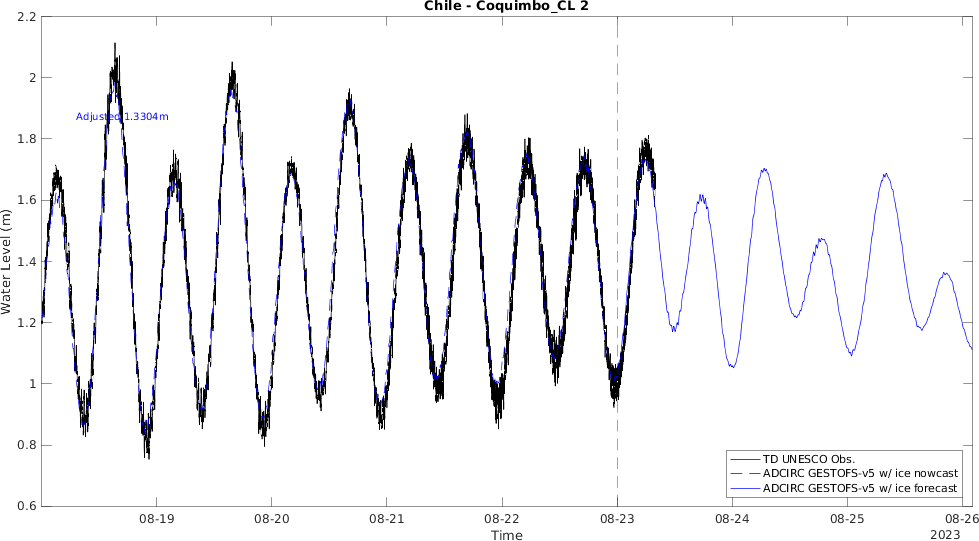 Chile - Coquimbo_CL 2
2.2
2
1.8
1.6
1.4
1.2
1
0.8
0.6
Water Level (m)
Adjusted 1.3304m
TD UNESCO Obs.
ADCIRC GESTOFS-v5 w/ ice nowcast
ADCIRC GESTOFS-v5 w/ ice forecast
08-19 08-20 08-21 08-22 08-23 08-24 08-25 08-26
Time
2023